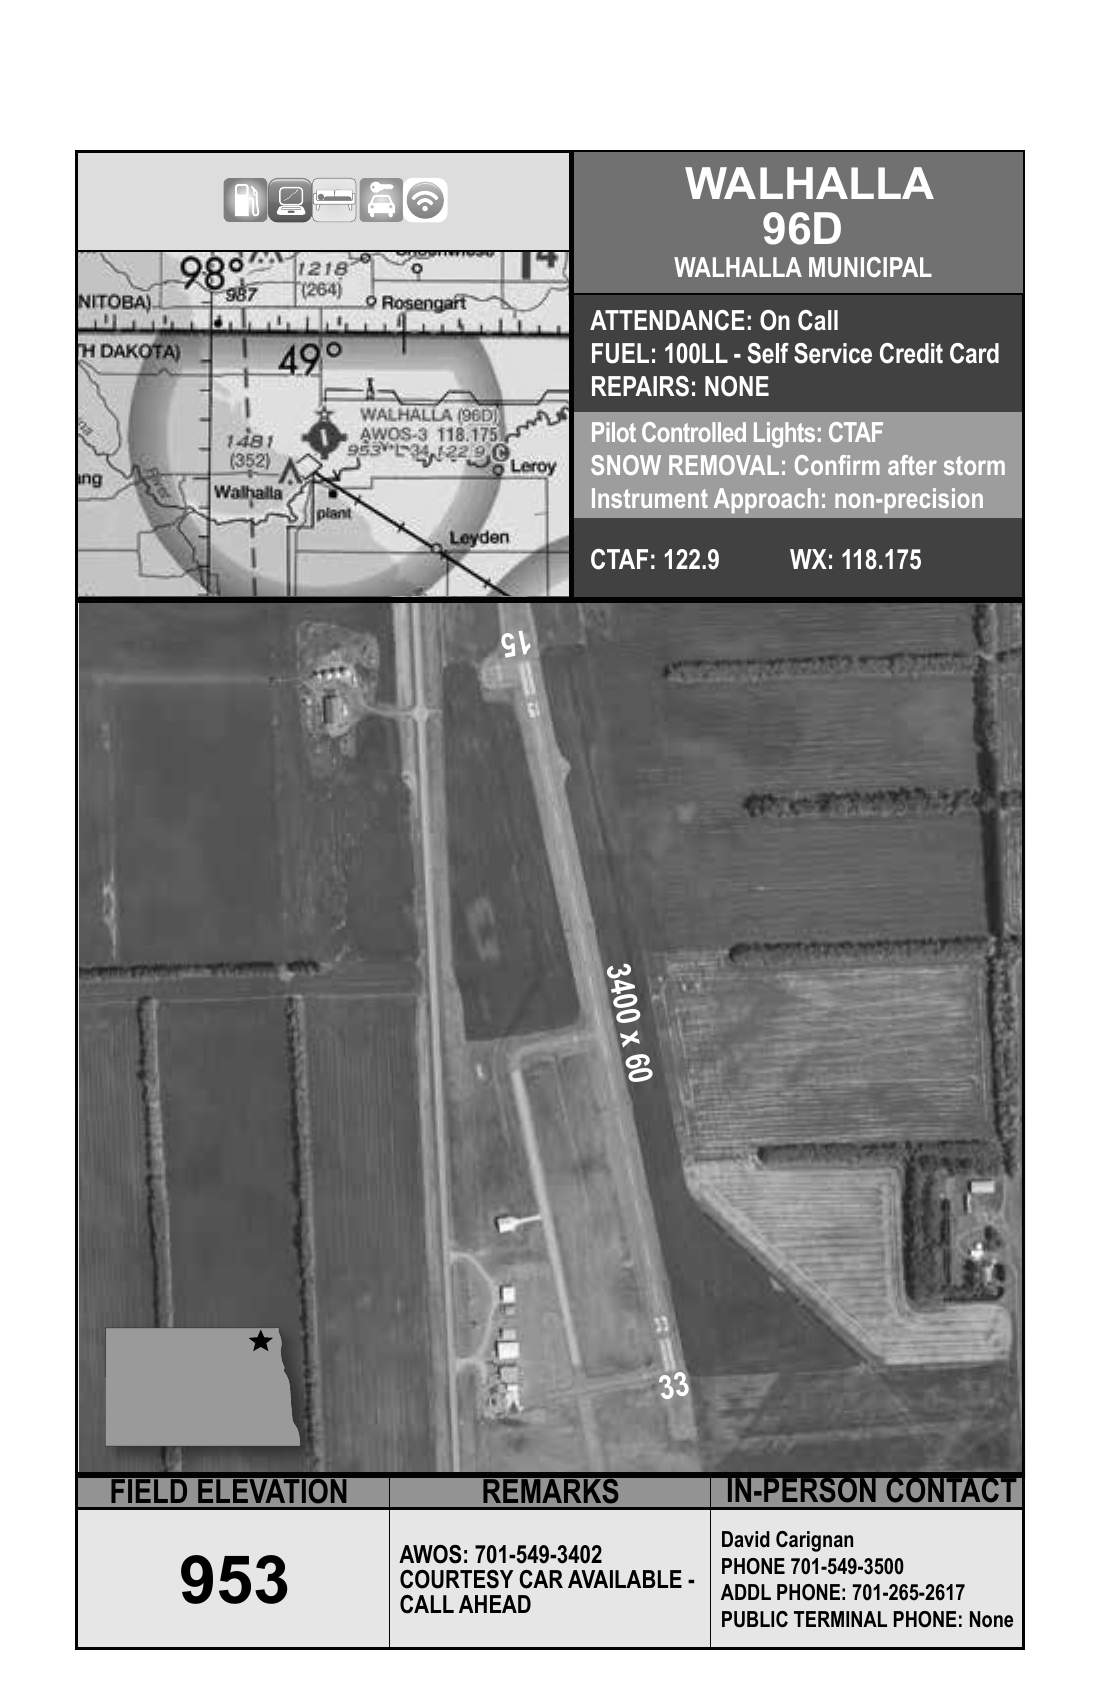 WALHALLA
96D
WALHALLA MUNICIPAL
ATTENDANCE: On Call
FUEL: 100LL - Self Service Credit Card
REPAIRS: NONE
Pilot Controlled Lights: CTAF
SNOW REMOVAL: Confirm after storm
Instrument Approach: non-precision
CTAF: 122.9 WX: 118.175
98°
987
1218
(264)
NITOBA)
Rosengart
H DAKOTA)
49°
WALHALLA (96D)
AWOS-3 118.175
953 *L 34 122.9 C
1481
(352)
Leroy
ng
River
Walhalla
plant
Leyden
15
3400 x 60
33
FIELD ELEVATION
953
REMARKS
AWOS: 701-549-3402
COURTESY CAR AVAILABLE -
CALL AHEAD
IN-PERSON CONTACT
David Carignan
PHONE 701-549-3500
ADDL PHONE: 701-265-2617
PUBLIC TERMINAL PHONE: None